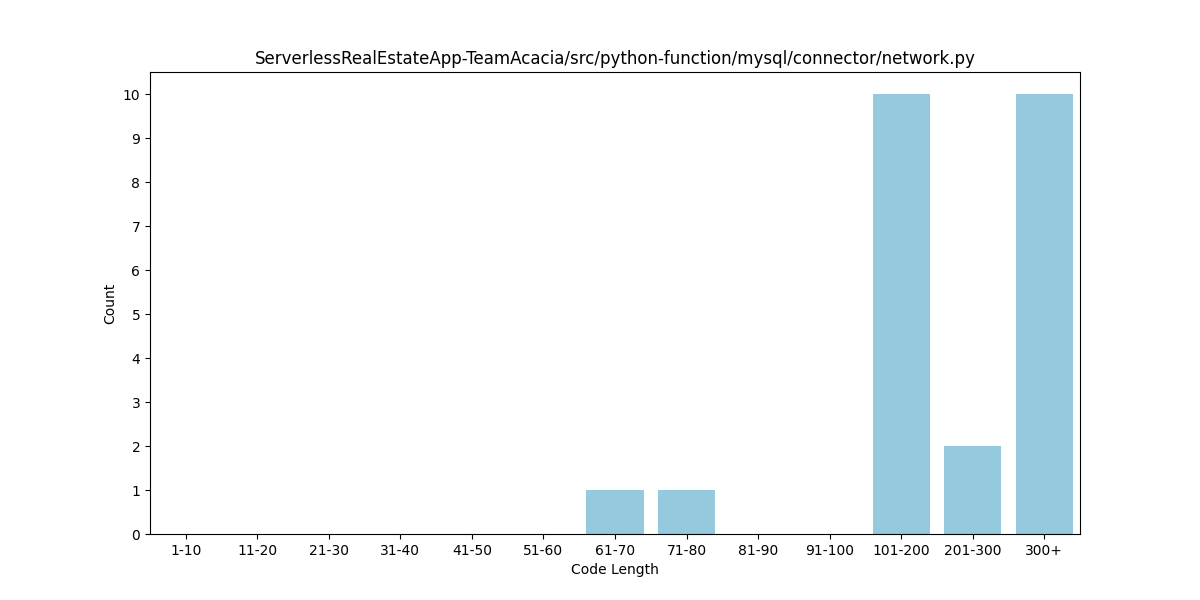 ServerlessRealEstateApp-TeamAcacia/src/python-function/mysql/connector/network.py
10
9
8
7
6
5
4
3
2
1
0
Count
1-10 11-20 21-30 31-40 41-50 51-60 61-70 71-80 81-90 91-100 101-200 201-300 300+
Code Length